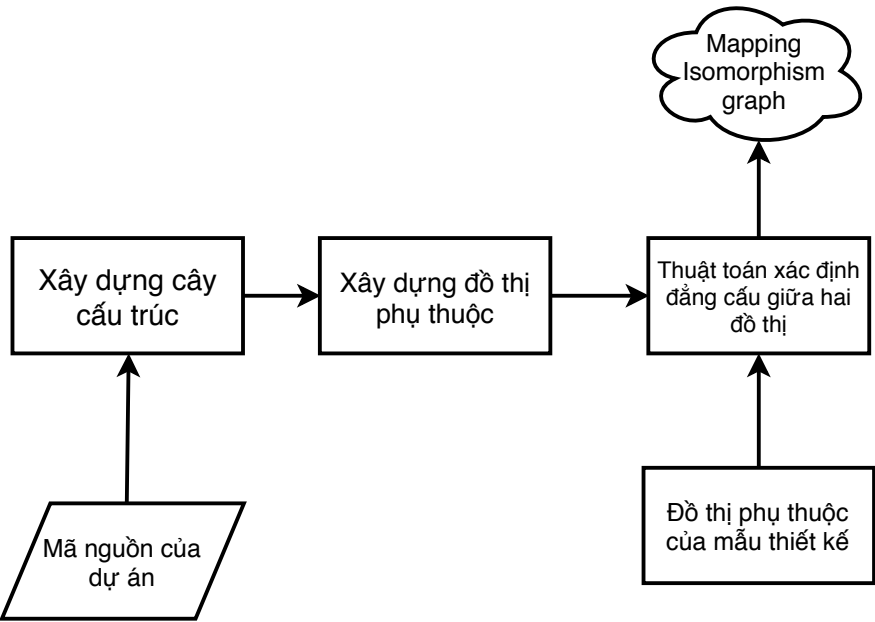 Mapping
Isomorphism
graph
Xây dựng cây
cấu trúc
Xây dựng đồ thị
phụ thuộc
Thuật toán xác định
đẳng cấu giữa hai
đồ thị
Mã nguồn của
dự án
Đồ thị phụ thuộc
của mẫu thiết kế